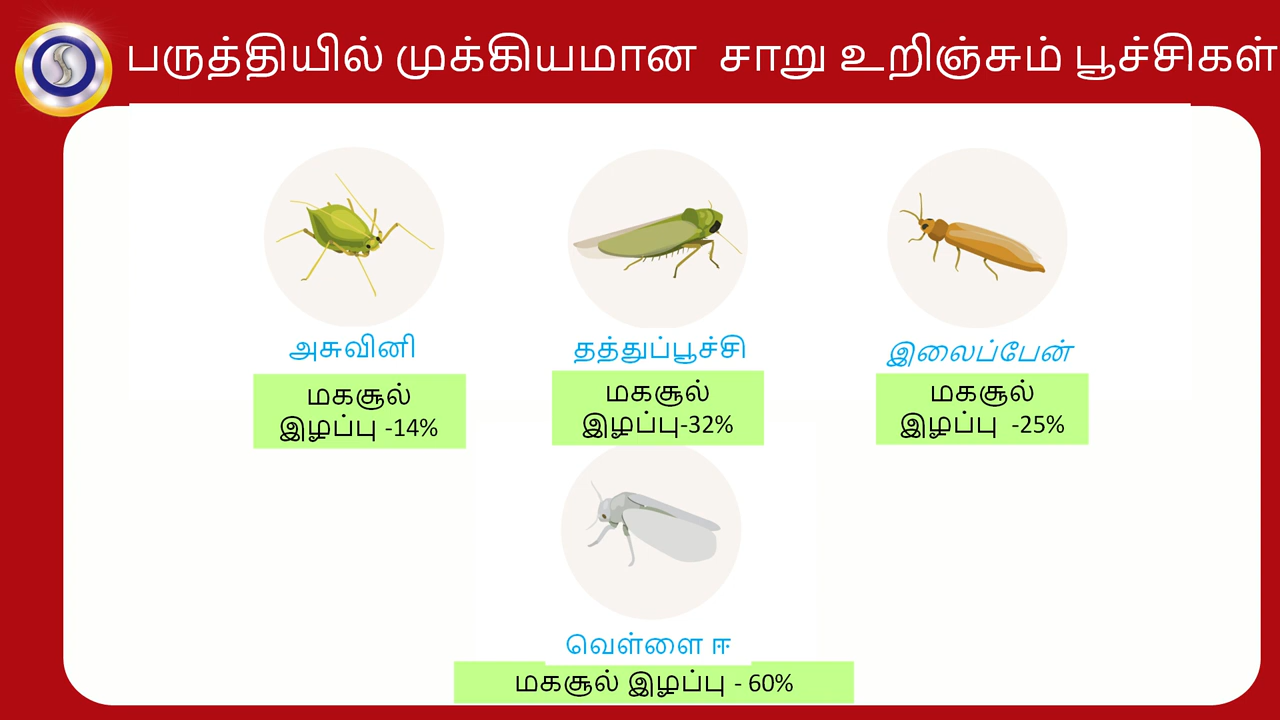 பருத்தியில் முக்கியமான சாறு உறிஞ்சும் பூச்சிகள்
அசுவினி
மகசூல்
இழப்பு -14%
தத்துப்பூச்சி
மகசூல்
இழப்பு-32%
இலைப்பேன்
மகசூல்
இழப்பு -25%
வெள்ளை ஈ
மகசூல் இழப்பு - 60%